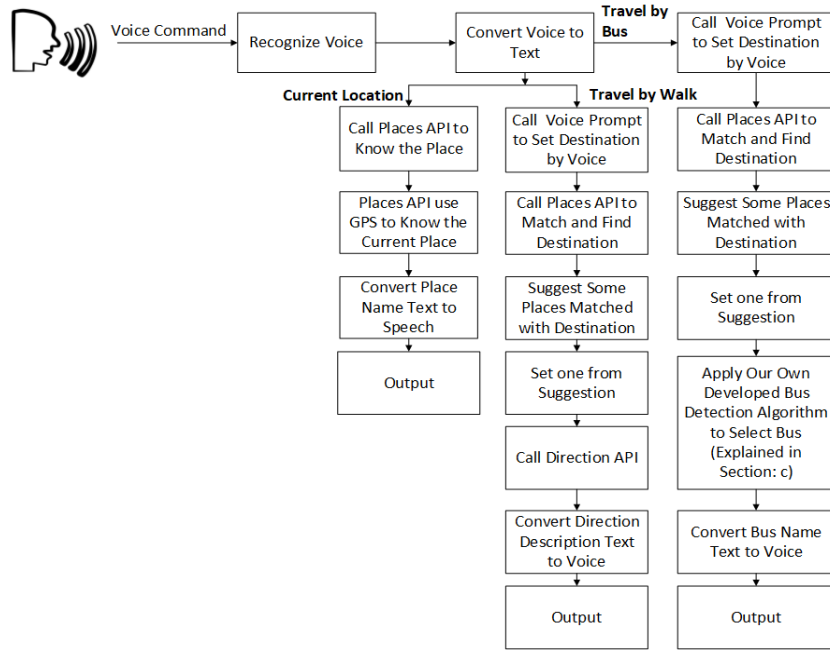 Voice Command
Recognize Voice
Convert Voice to
Text
Travel by
Bus
Call  Voice Prompt
to Set Destination
by Voice
Current Location
Travel by Walk
Call Places API to
Know the Place
Places API use
GPS to Know the
Current Place
Convert Place
Name Text to
Speech
Output
Call  Voice Prompt
to Set Destination
by Voice
Call Places API to
Match and Find
Destination
Suggest Some
Places Matched
with Destination
Set one from
Suggestion
Call Direction API
Convert Direction
Description Text
to Voice
Output
Call Places API to
Match and Find
Destination
Suggest Some Places
Matched with
Destination
Set one from
Suggestion
Apply Our Own
Developed Bus
Detection Algorithm
to Select Bus
(Explained in
Section: c)
Convert Bus Name
Text to Voice
Output